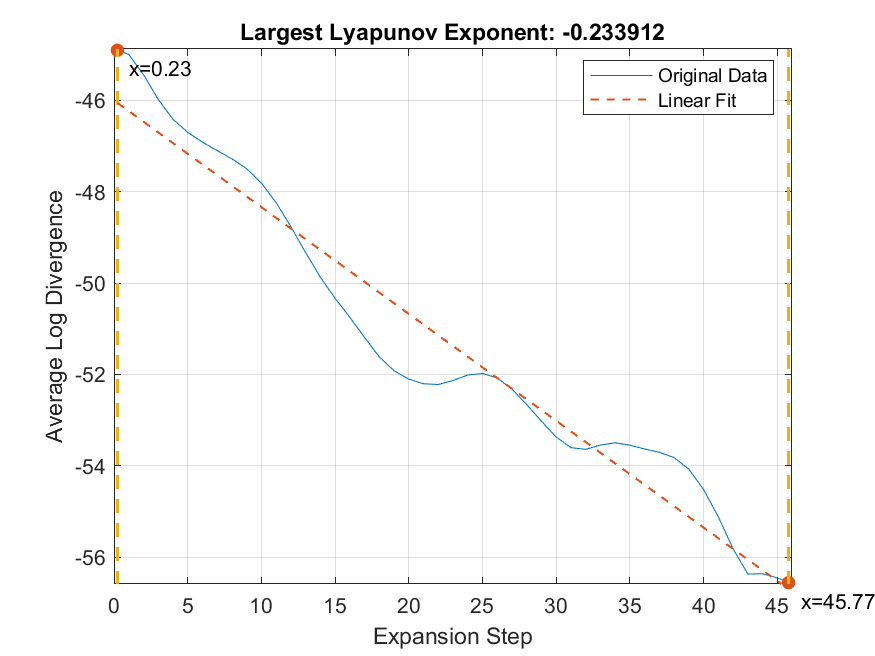 Largest Lyapunov Exponent: -0.233912
x=0.23
Original Data
Linear Fit
-46
-48
-50
-52
-54
-56
Average Log Divergence
0 5 10 15 20 25 30 35 40 45
x=45.77
Expansion Step